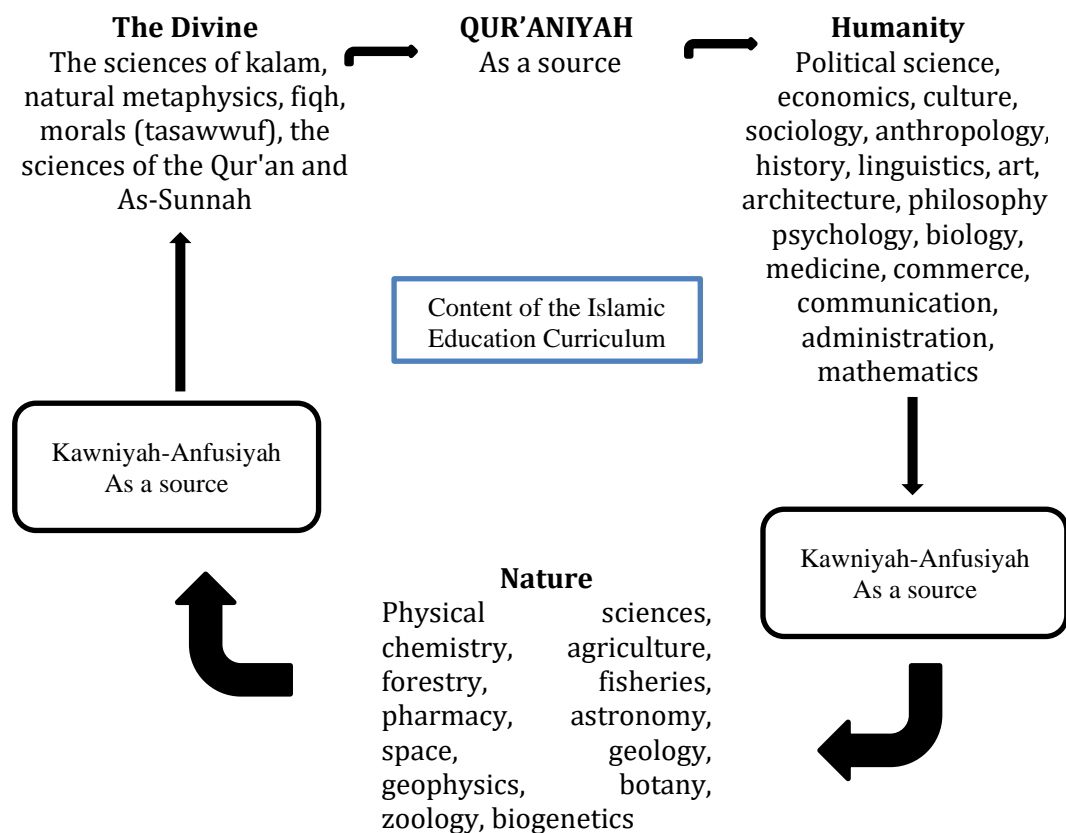 The Divine
The sciences of kalam,
natural metaphysics, fiqh,
morals (tasawwuf), the
sciences of the Qur'an and
As-Sunnah
QUR’ANIYAH
As a source
Humanity
Political science,
economics, culture,
sociology, anthropology,
history, linguistics, art,
architecture, philosophy
psychology, biology,
medicine, commerce,
communication,
administration,
mathematics
Content of the Islamic
Education Curriculum
Kawniyah-Anfusiyah
As a source
Kawniyah-Anfusiyah
As a source
Nature
Physical sciences,
chemistry, agriculture,
forestry, fisheries,
pharmacy, astronomy,
space, geology,
geophysics, botany,
zoology, biogenetics